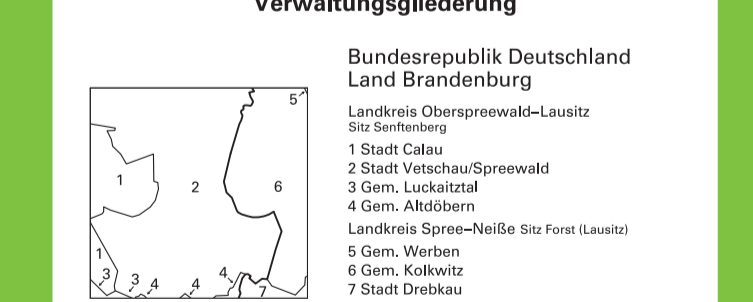 Verwaltungsgliederung
Bundesrepublik Deutschland
Land Brandenburg
Landkreis Oberspreewald–Lausitz
Sitz Senftenberg
1 Stadt Calau
2 Stadt Vetschau/Spreewald
3 Gem. Luckaitztal
4 Gem. Altdöbern
Landkreis Spree–Neiße Sitz Forst (Lausitz)
5 Gem. Werben
6 Gem. Kolkwitz
7 Stadt Drebkau
5
1 2 6
1
3 3 4 4 4 7